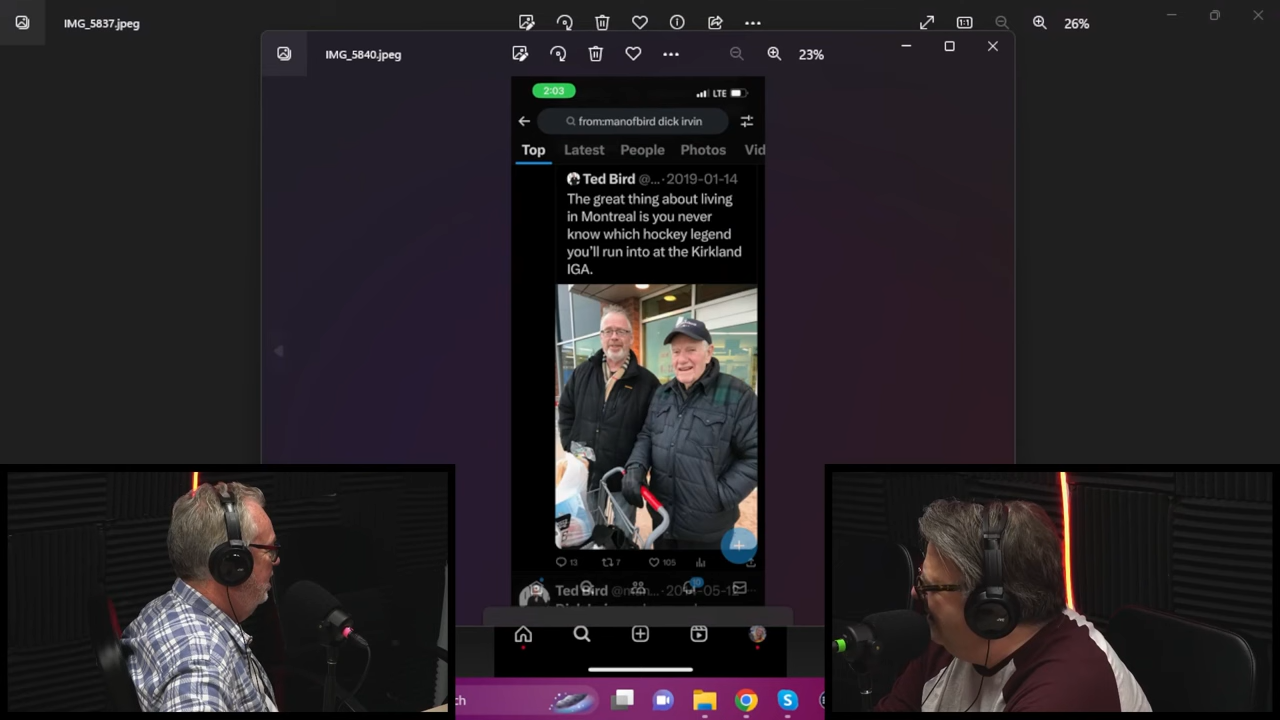 IMG_5837.jpeg
26%
IMG_5840.jpeg
23%
2:03
LTE
from:manofbird dick irvin
Top Latest People Photos Vid
Ted Bird @... · 2019-01-14
The great thing about living
in Montreal is you never
know which hockey legend
you'll run into at the Kirkland
IGA.
13 7 105
Ted Bird
ch